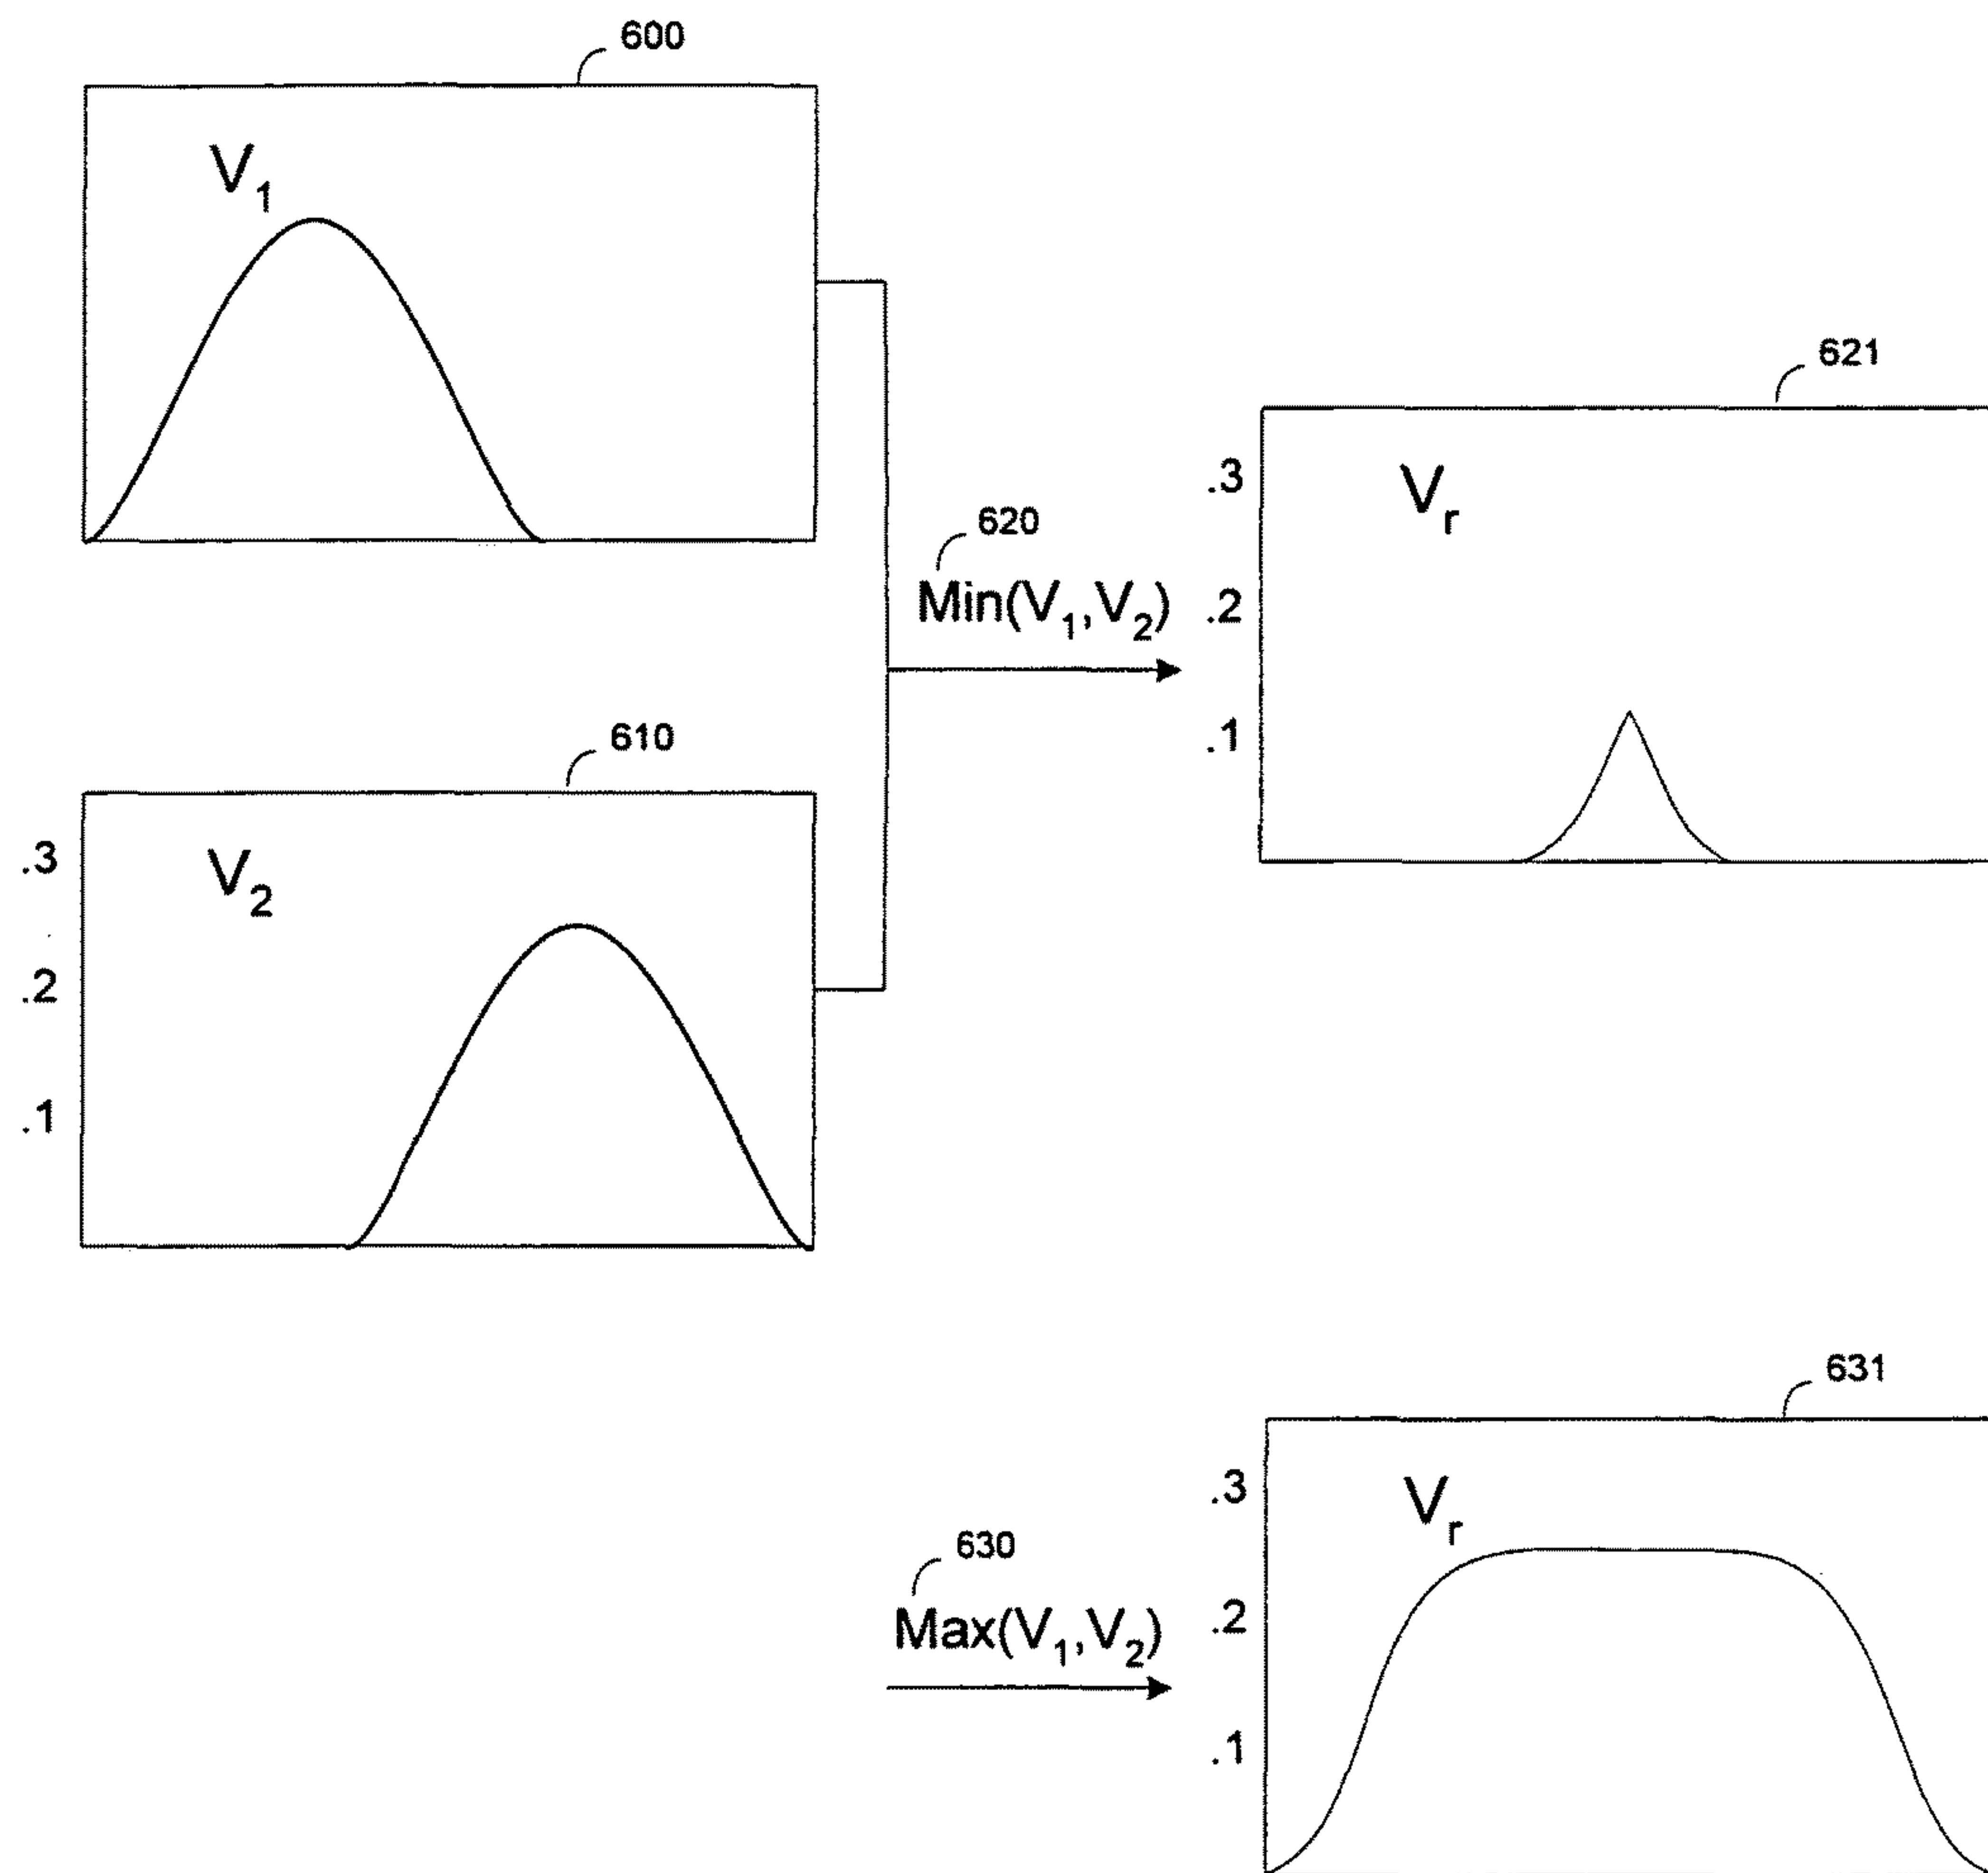 600
V1
621
.3
Vr
620
Min(V1,V2)
.2
.1
610
.3
V2
.2
.1
631
.3
Vr
630
Max(V1,V2)
.2
.1